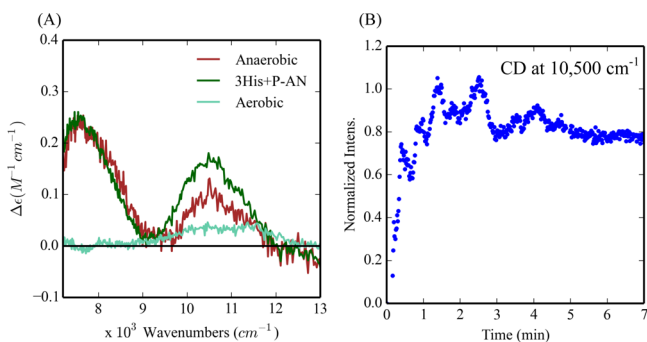 (A)
(B)
0.4
0.3
0.2
0.1
0.0
−0.1
Δϵ(M⁻¹cm⁻¹)
Anaerobic
3His+P-AN
Aerobic
8 9 10 11 12 13
x 10³ Wavenumbers (cm⁻¹)
1.2
1.0
0.8
0.6
0.4
0.2
0.0
Normalized Intens.
CD at 10,500 cm⁻¹
0 1 2 3 4 5 6 7
Time (min)